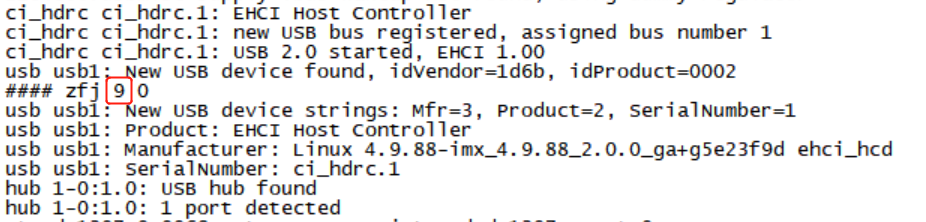 ci_hdrc ci_hdrc.1: EHCI Host Controller
ci_hdrc ci_hdrc.1: new USB bus registered, assigned bus number 1
ci_hdrc ci_hdrc.1: USB 2.0 started, EHCI 1.00
usb usb1: New USB device found, idVendor=1d6b, idProduct=0002
#### zfj 9 0
usb usb1: New USB device strings: Mfr=3, Product=2, SerialNumber=1
usb usb1: Product: EHCI Host Controller
usb usb1: Manufacturer: Linux 4.9.88-imx_4.9.88_2.0.0_ga+g5e23f9d ehci_hcd
usb usb1: SerialNumber: ci_hdrc.1
hub 1-0:1.0: USB hub found
hub 1-0:1.0: 1 port detected